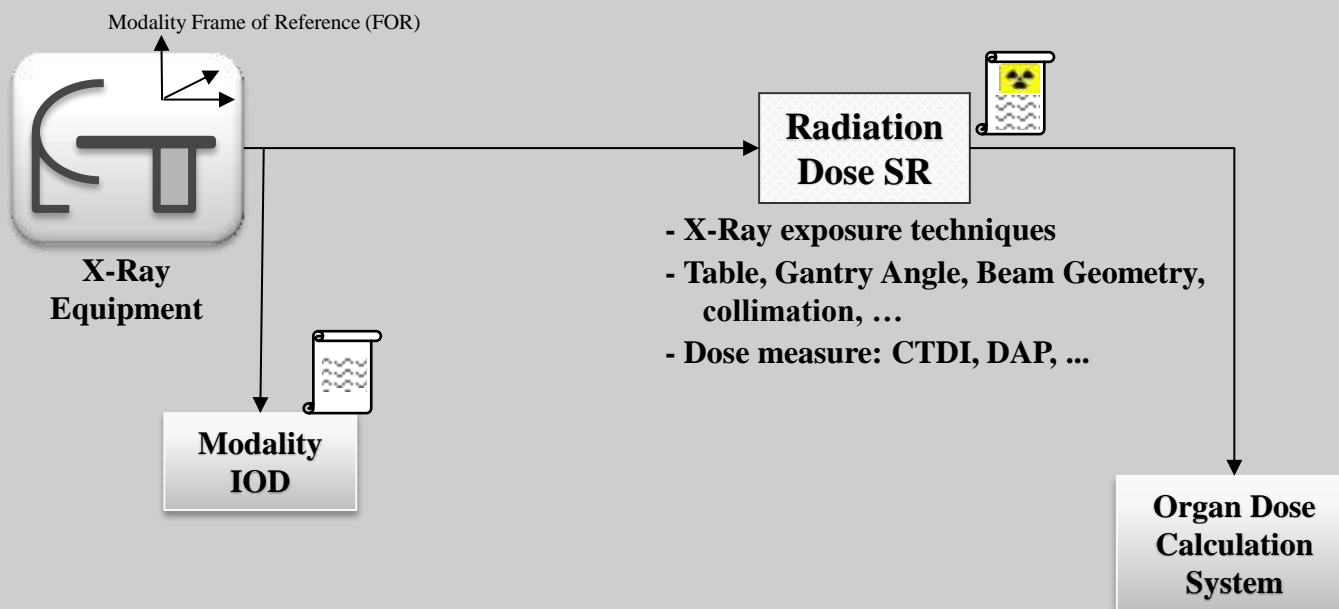 Modality Frame of Reference (FOR)
X-Ray
Equipment
Radiation
Dose SR
- X-Ray exposure techniques
- Table, Gantry Angle, Beam Geometry,
collimation, …
- Dose measure: CTDI, DAP, ...
Modality
IOD
Organ Dose
Calculation
System